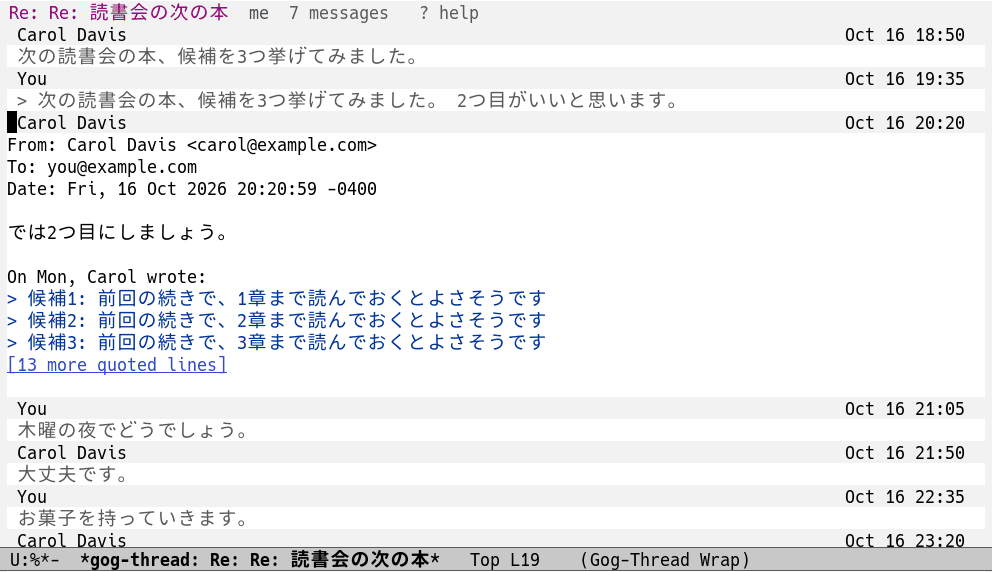 Re: Re: 読書会の次の本  me  7 messages   ? help
Carol Davis Oct 16 18:50
次の読書会の本、候補を3つ挙げてみました。
You Oct 16 19:35
> 次の読書会の本、候補を3つ挙げてみました。 2つ目がいいと思います。
Carol Davis Oct 16 20:20
From: Carol Davis <carol@example.com>
To: you@example.com
Date: Fri, 16 Oct 2026 20:20:59 -0400
では2つ目にしましょう。
On Mon, Carol wrote:
> 候補1: 前回の続きで、1章まで読んでおくとよさそうです
> 候補2: 前回の続きで、2章まで読んでおくとよさそうです
> 候補3: 前回の続きで、3章まで読んでおくとよさそうです
[13 more quoted lines]
You Oct 16 21:05
木曜の夜でどうでしょう。
Carol Davis Oct 16 21:50
大丈夫です。
You Oct 16 22:35
お菓子を持っていきます。
Carol Davis Oct 16 23:20
U:%*-  *gog-thread: Re: Re: 読書会の次の本*   Top L19    (Gog-Thread Wrap)